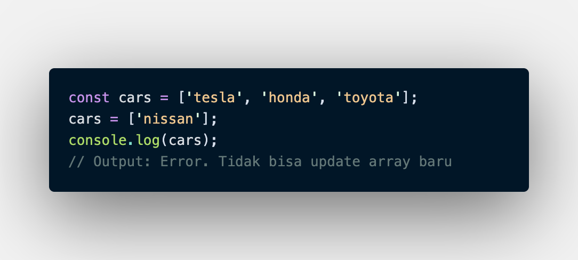 const cars = ['tesla', 'honda', 'toyota'];
cars = ['nissan'];
console.log(cars);
// Output: Error. Tidak bisa update array baru